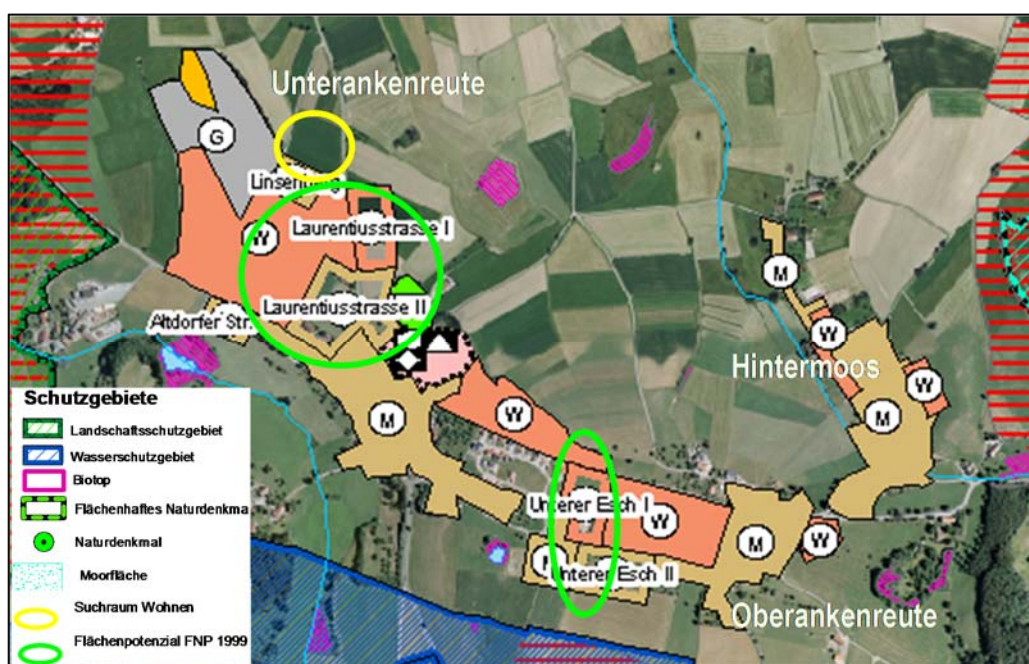 Unterankenreute
G
Linsenberg
W
Laurentiusstrasse I
Laurentiusstrasse II
Altdorfer Str.
M
W
Hintermoos
W
M
M
W
Unterer Esch I
W
M
W
M
Unterer Esch II
Oberankenreute
Schutzgebiete
Landschaftsschutzgebiet
Wasserschutzgebiet
Biotop
Flächenhaftes Naturdenkma
Naturdenkmal
Moorfläche
Suchraum Wohnen
Flächenpotenzial FNP 1999